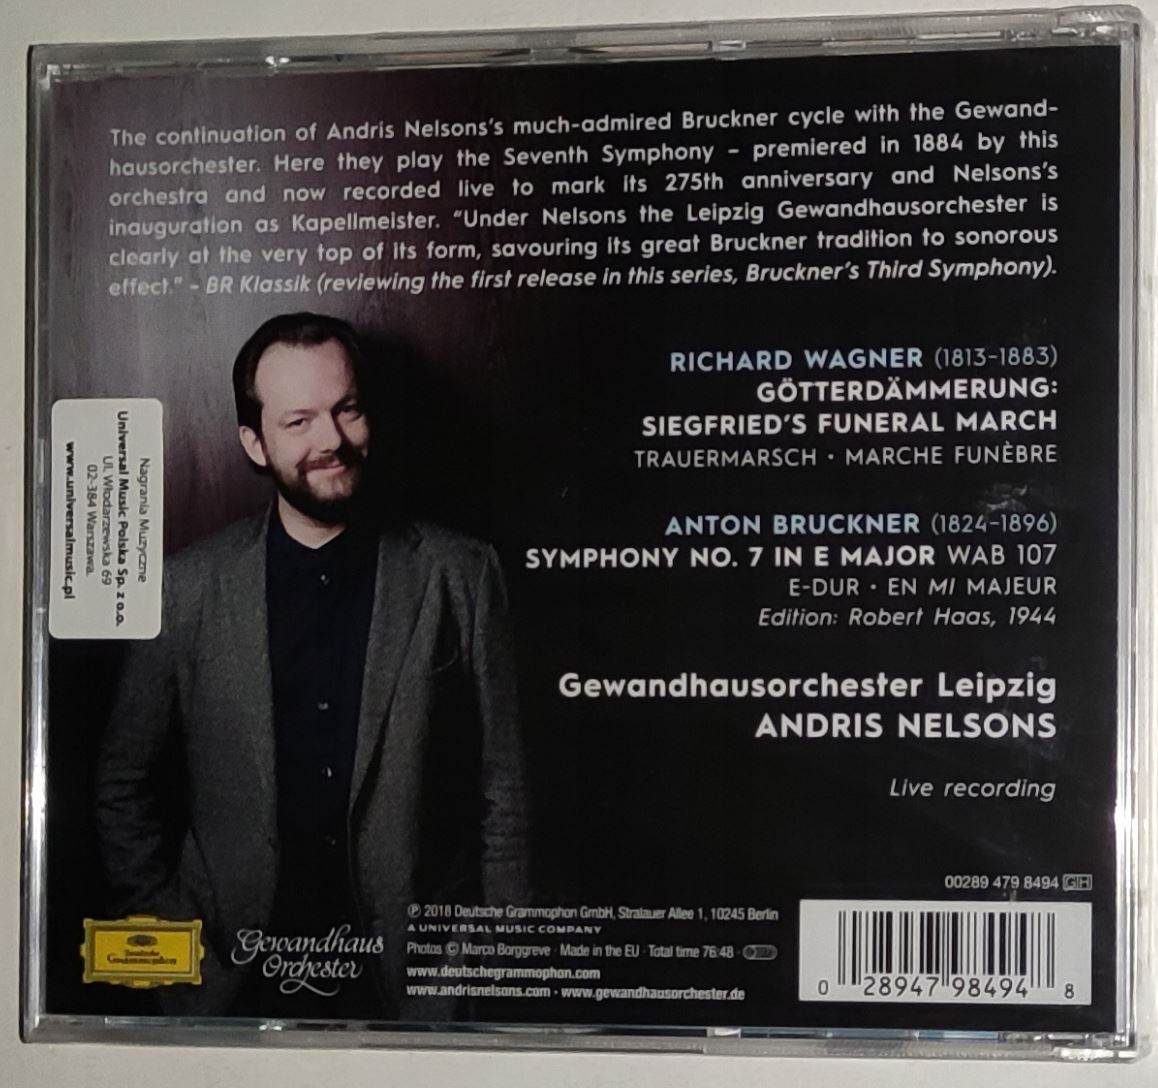 The continuation of Andris Nelsons's much-admired Bruckner cycle with the Gewand-
hausorchester. Here they play the Seventh Symphony – premiered in 1884 by this
orchestra and now recorded live to mark its 275th anniversary and Nelsons's
inauguration as Kapellmeister. "Under Nelsons the Leipzig Gewandhausorchester is
clearly at the very top of its form, savouring its great Bruckner tradition to sonorous
effect." – BR Klassik (reviewing the first release in this series, Bruckner's Third Symphony).
RICHARD WAGNER (1813–1883)
GÖTTERDÄMMERUNG:
SIEGFRIED'S FUNERAL MARCH
TRAUERMARSCH · MARCHE FUNÈBRE
ANTON BRUCKNER (1824–1896)
SYMPHONY NO. 7 IN E MAJOR WAB 107
E-DUR · EN MI MAJEUR
Edition: Robert Haas, 1944
Gewandhausorchester Leipzig
ANDRIS NELSONS
Live recording
Nagrania Muzyczne
Universal Music Polska Sp. z o.o.
Ul. Włodarzewska 69
02-384 Warszawa.
www.universalmusic.pl
00289 479 8494 GH
Deutsche
Grammophon
Gewandhaus
Orchester
℗ 2018 Deutsche Grammophon GmbH, Stralauer Allee 1, 10245 Berlin
A UNIVERSAL MUSIC COMPANY
Photos © Marco Borggreve · Made in the EU · Total time 76:48 ·
www.deutschegrammophon.com
www.andrisnelsons.com · www.gewandhausorchester.de
0 28947 98494 8